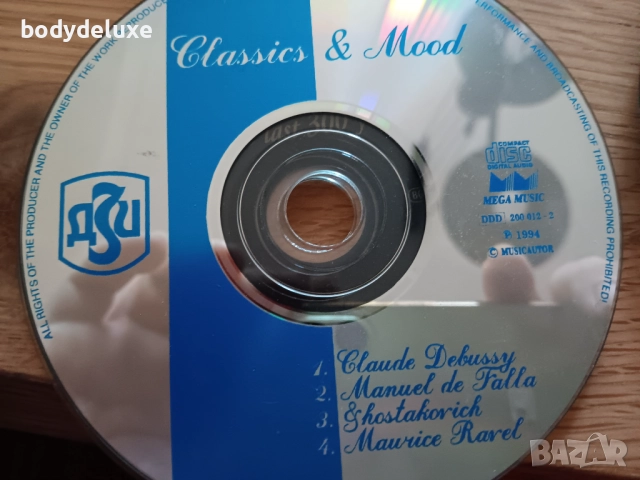 bodydeluxe
Classics & Mood
ALL RIGHTS OF THE PRODUCER AND THE OWNER OF THE WORK
PERFORMANCE AND BROADCASTING OF THIS RECORDING PROHIBITED!
COMPACT
disc
DIGITAL AUDIO
MEGA MUSIC
DDD 200 012 - 2
℗ 1994
© MUSICAUTOR
1. Claude Debussy
2. Manuel de Falla
3. Shostakovich
4. Maurice Ravel
BAZAR
bg